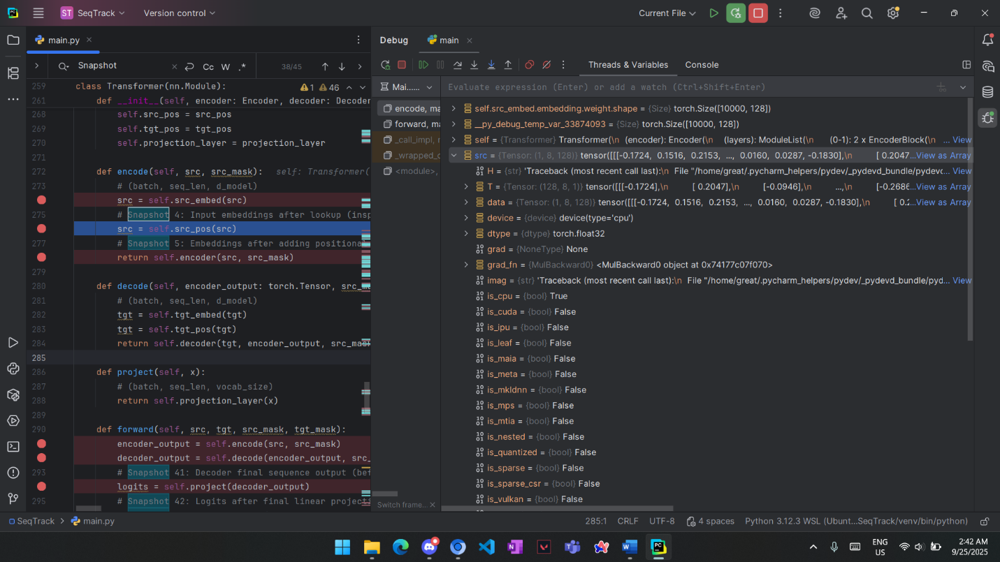 ST SeqTrack Version control Current File
main.py
Snapshot Cc W .* 38/45
259 class Transformer(nn.Module): 1 46
261 def __init__(self, encoder: Encoder, decoder: Decoder
268 self.src_pos = src_pos
269 self.tgt_pos = tgt_pos
270 self.projection_layer = projection_layer
271
272 def encode(self, src, src_mask): self: Transformer(
273 # (batch, seq_len, d_model)
src = self.src_embed(src)
275 # Snapshot 4: Input embeddings after lookup (insp
src = self.src_pos(src)
277 # Snapshot 5: Embeddings after adding positional
return self.encoder(src, src_mask)
279
280 def decode(self, encoder_output: torch.Tensor, src_m
281 # (batch, seq_len, d_model)
282 tgt = self.tgt_embed(tgt)
283 tgt = self.tgt_pos(tgt)
284 return self.decoder(tgt, encoder_output, src_mas
285
286 def project(self, x):
287 # (batch, seq_len, vocab_size)
288 return self.projection_layer(x)
289
290 def forward(self, src, tgt, src_mask, tgt_mask):
encoder_output = self.encode(src, src_mask)
decoder_output = self.decode(encoder_output, src_
293 # Snapshot 41: Decoder final sequence output (bef
logits = self.project(decoder_output)
295 # Snapshot 42: Logits after final linear project
Debug main
Threads & Variables Console
Mai...... Evaluate expression (Enter) or add a watch (Ctrl+Shift+Enter)
encode, ma
forward, ma
_call_impl, r
_wrapped_c
<module>,
Switch frame...
self.src_embed.embedding.weight.shape = {Size} torch.Size([10000, 128])
__py_debug_temp_var_33874093 = {Size} torch.Size([10000, 128])
self = {Transformer} Transformer(\n (encoder): Encoder(\n (layers): ModuleList(\n (0-1): 2 x EncoderBlock(\n ... View
src = {Tensor: (1, 8, 128)} tensor([[[-0.1724, 0.1516, 0.2153, ..., 0.0160, 0.0287, -0.1830],\n [ 0.2047,...View as Array
H = {str} 'Traceback (most recent call last):\n File "/home/great/.pycharm_helpers/pydev/_pydevd_bundle/pydevd... View
T = {Tensor: (128, 8, 1)} tensor([[[-0.1724],\n [ 0.2047],\n [-0.0946],\n ...,\n [-0.2686...View as Array
data = {Tensor: (1, 8, 128)} tensor([[[-0.1724, 0.1516, 0.2153, ..., 0.0160, 0.0287, -0.1830],\n [ 0.2...View as Array
device = {device} device(type='cpu')
dtype = {dtype} torch.float32
grad = {NoneType} None
grad_fn = {MulBackward0} <MulBackward0 object at 0x74177c07f070>
imag = {str} 'Traceback (most recent call last):\n File "/home/great/.pycharm_helpers/pydev/_pydevd_bundle/pyd... View
is_cpu = {bool} True
is_cuda = {bool} False
is_ipu = {bool} False
is_leaf = {bool} False
is_maia = {bool} False
is_meta = {bool} False
is_mkldnn = {bool} False
is_mps = {bool} False
is_mtia = {bool} False
is_nested = {bool} False
is_quantized = {bool} False
is_sparse = {bool} False
is_sparse_csr = {bool} False
is_vulkan = {bool} False
SeqTrack main.py 285:1 CRLF UTF-8 4 spaces Python 3.12.3 WSL (Ubunt...SeqTrack/venv/bin/python)
ENG US 2:42 AM
9/25/2025